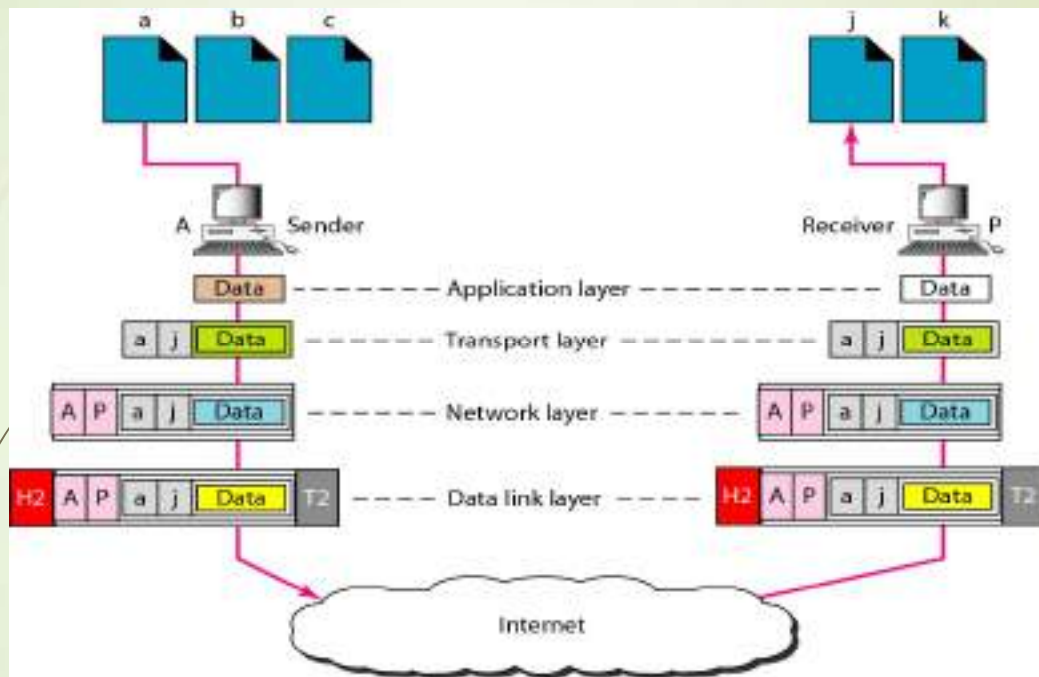 a b c j k
A Sender Receiver P
Data Application layer Data
a j Data Transport layer a j Data
A P a j Data Network layer A P a j Data
H2 A P a j Data T2 Data link layer H2 A P a j Data T2
Internet